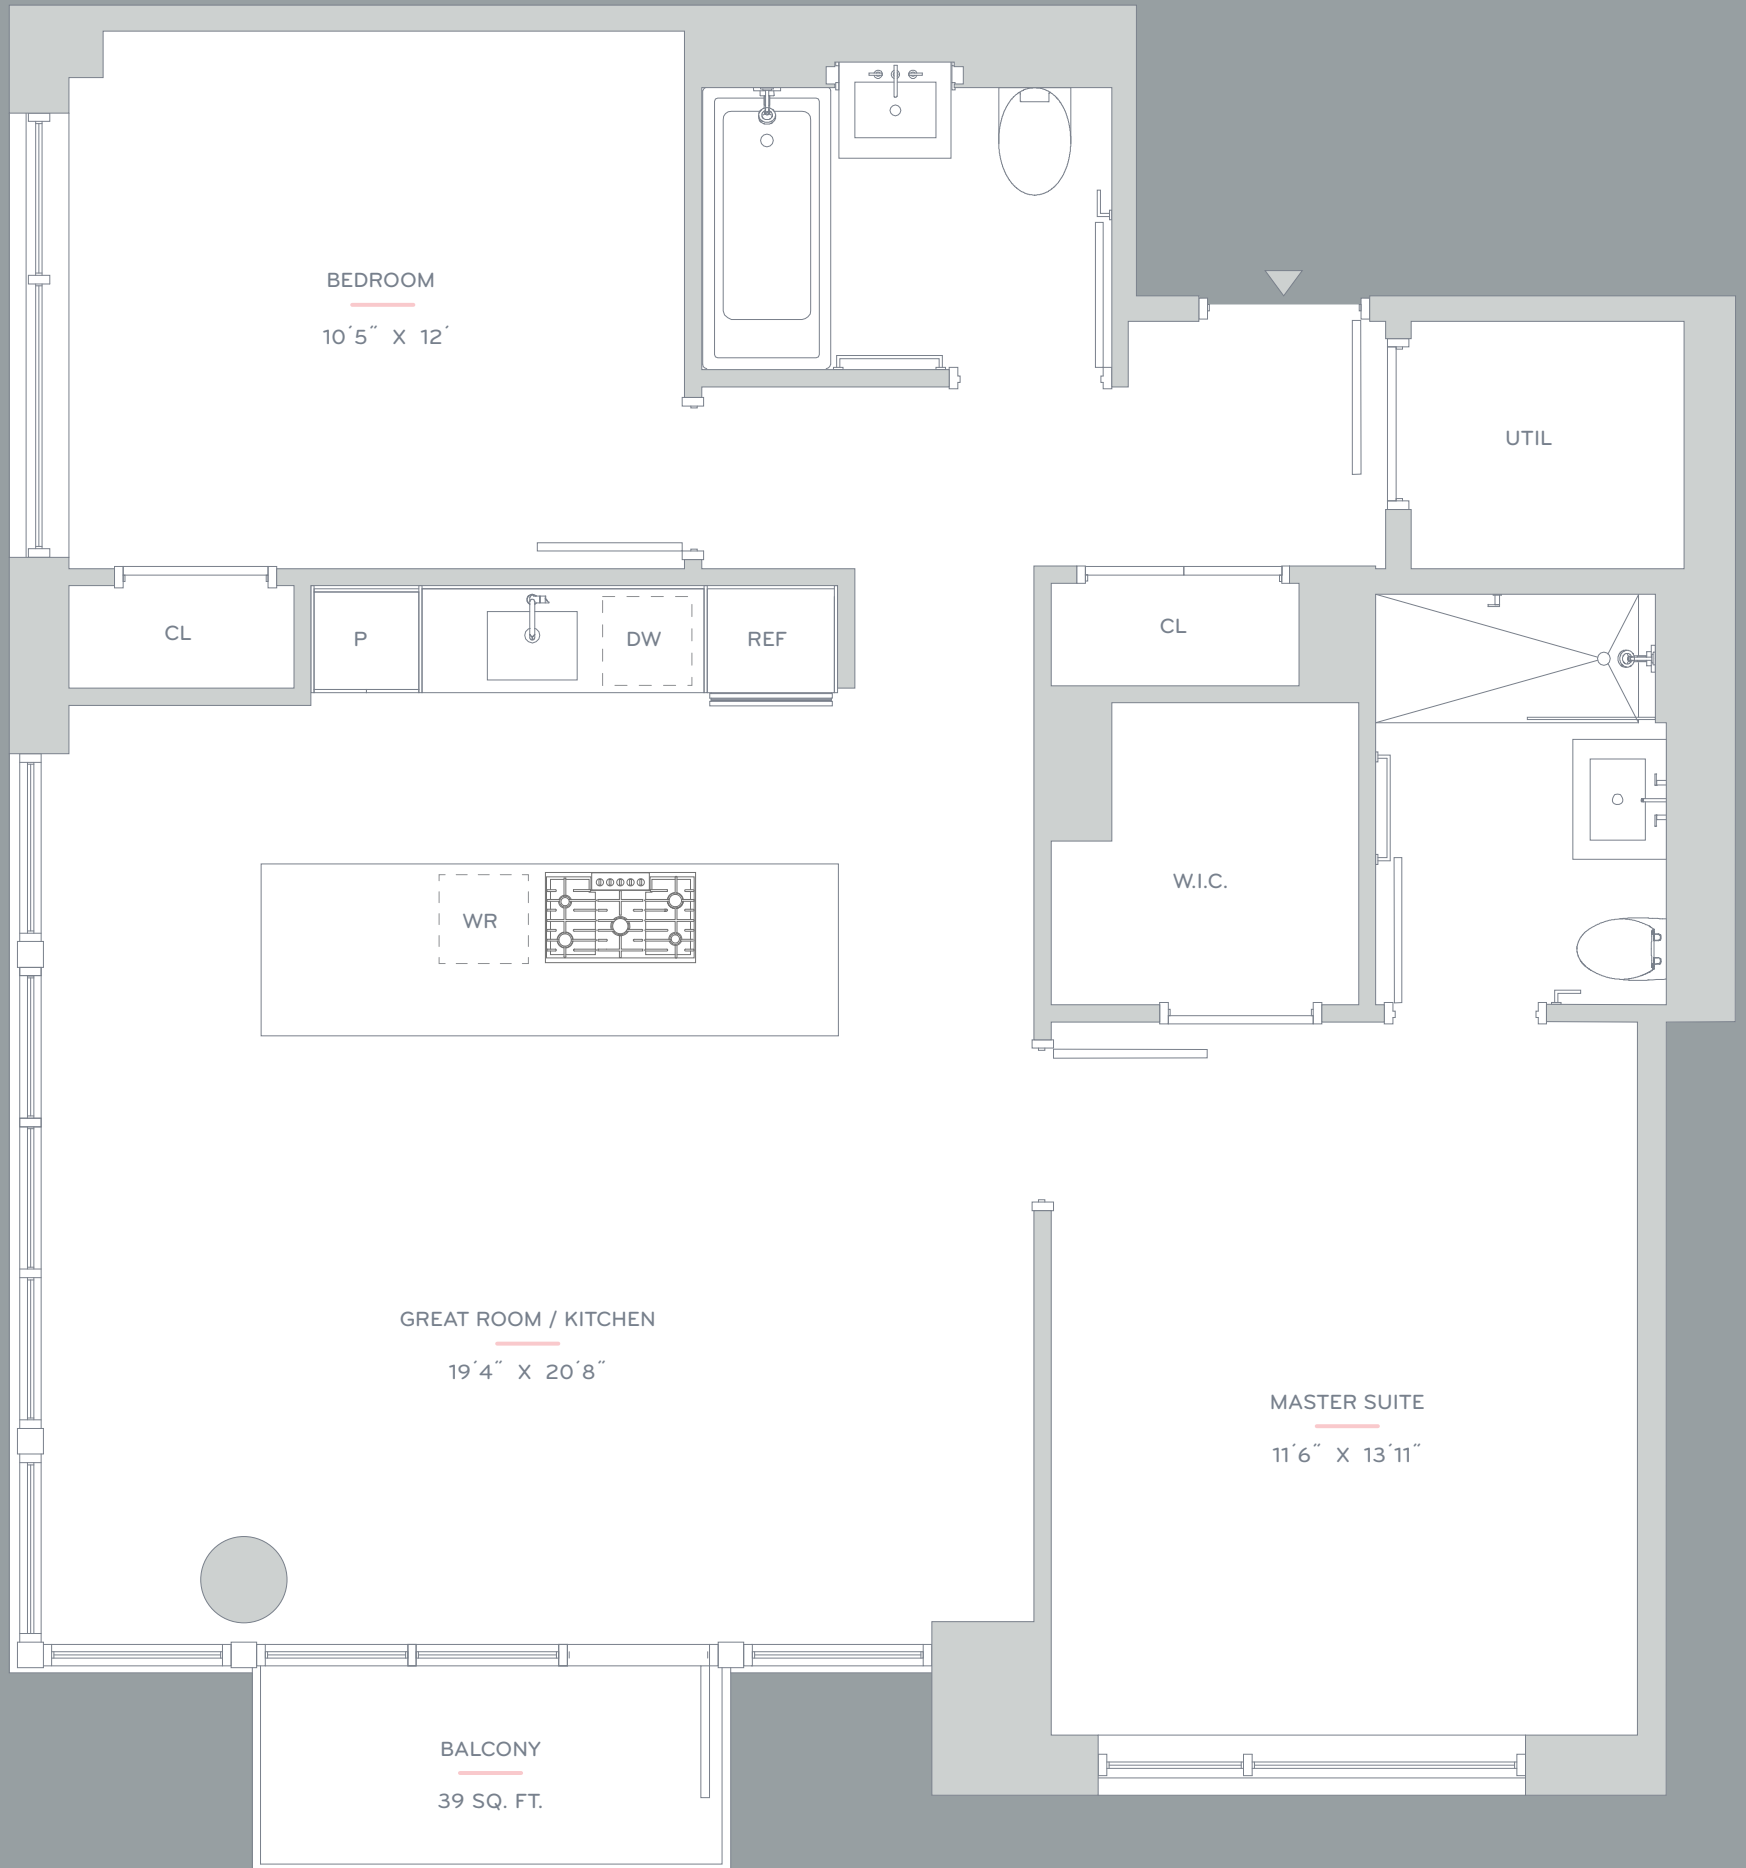 BEDROOM
10´5˝ X 12´
UTIL
CL
P
DW
REF
CL
W.I.C.
WR
GREAT ROOM / KITCHEN
19´4˝ X 20´8˝
MASTER SUITE
11´6˝ X 13´11˝
BALCONY
39 SQ. FT.